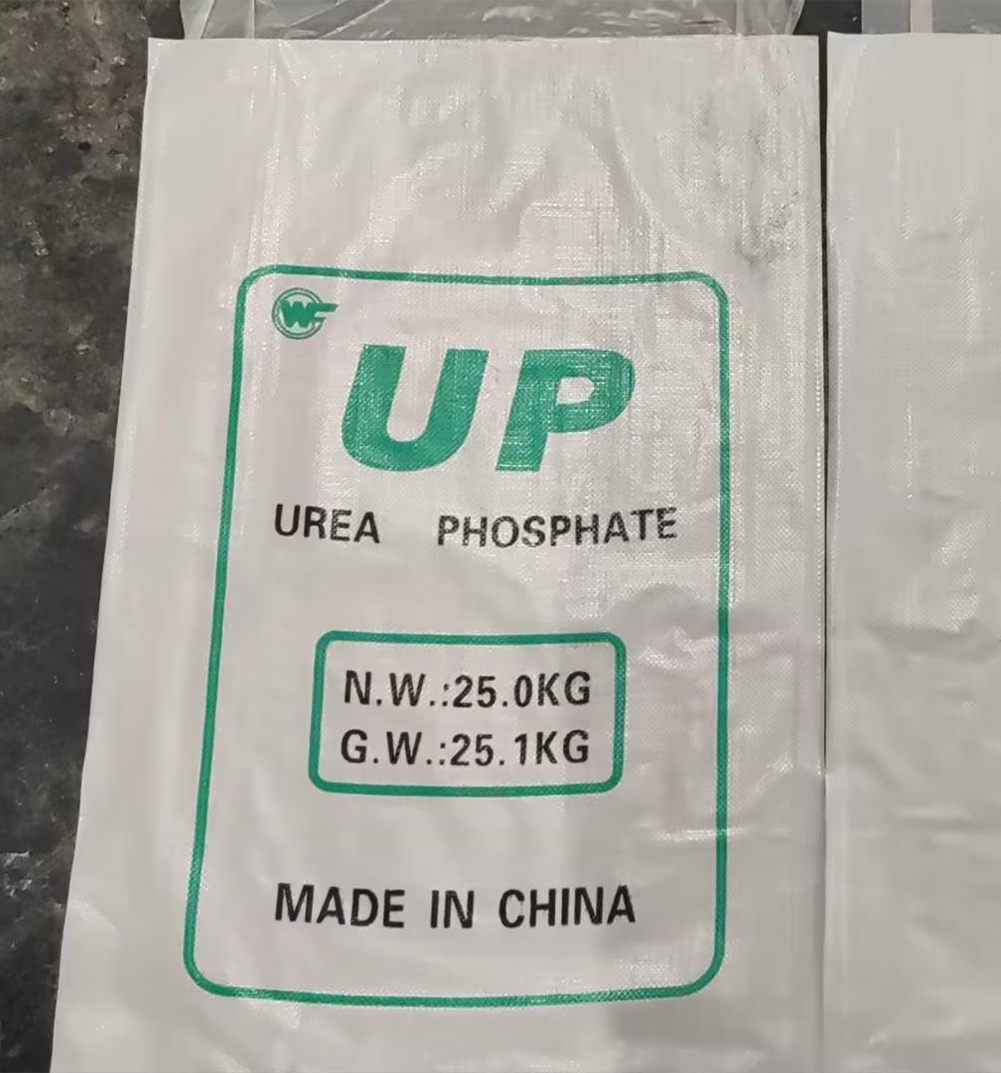 UP
UREA PHOSPHATE
N.W.:25.0KG
G.W.:25.1KG
MADE IN CHINA